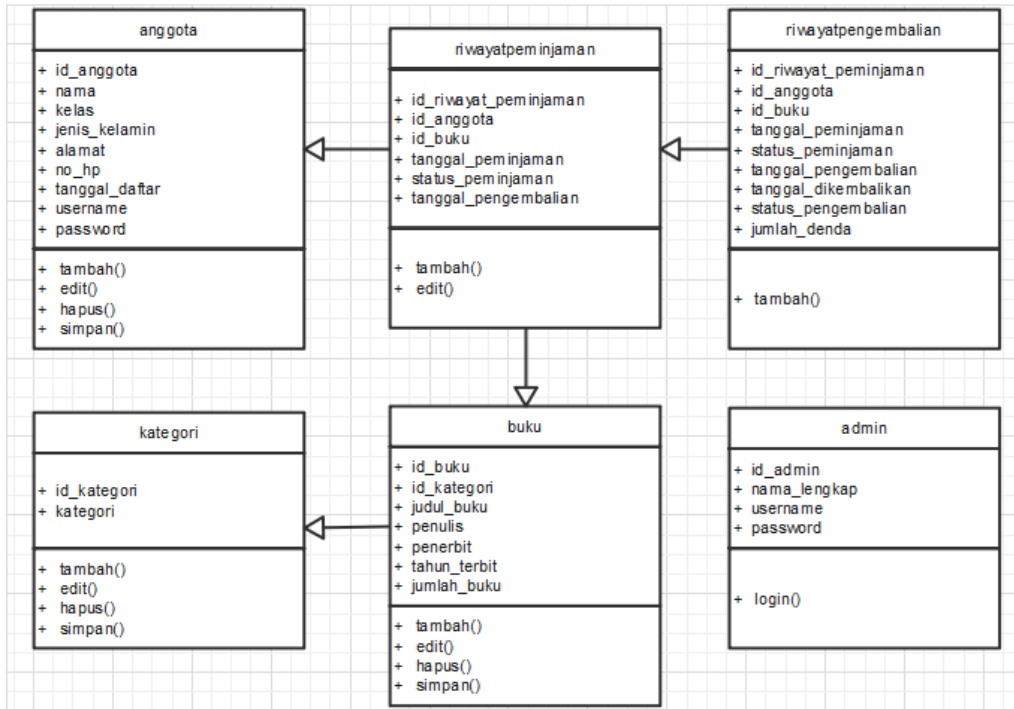 anggota
+ id_anggota
+ nama
+ kelas
+ jenis_kelamin
+ alamat
+ no_hp
+ tanggal_daftar
+ username
+ password
+ tambah()
+ edit()
+ hapus()
+ simpan()
riwayatpeminjaman
+ id_riwayat_peminjaman
+ id_anggota
+ id_buku
+ tanggal_peminjaman
+ status_peminjaman
+ tanggal_pengembalian
+ tambah()
+ edit()
riwayatpengembalian
+ id_riwayat_peminjaman
+ id_anggota
+ id_buku
+ tanggal_peminjaman
+ status_peminjaman
+ tanggal_pengembalian
+ tanggal_dikembalikan
+ status_pengembalian
+ jumlah_denda
+ tambah()
kategori
+ id_kategori
+ kategori
+ tambah()
+ edit()
+ hapus()
+ simpan()
buku
+ id_buku
+ id_kategori
+ judul_buku
+ penulis
+ penerbit
+ tahun_terbit
+ jumlah_buku
+ tambah()
+ edit()
+ hapus()
+ simpan()
admin
+ id_admin
+ nama_lengkap
+ username
+ password
+ login()